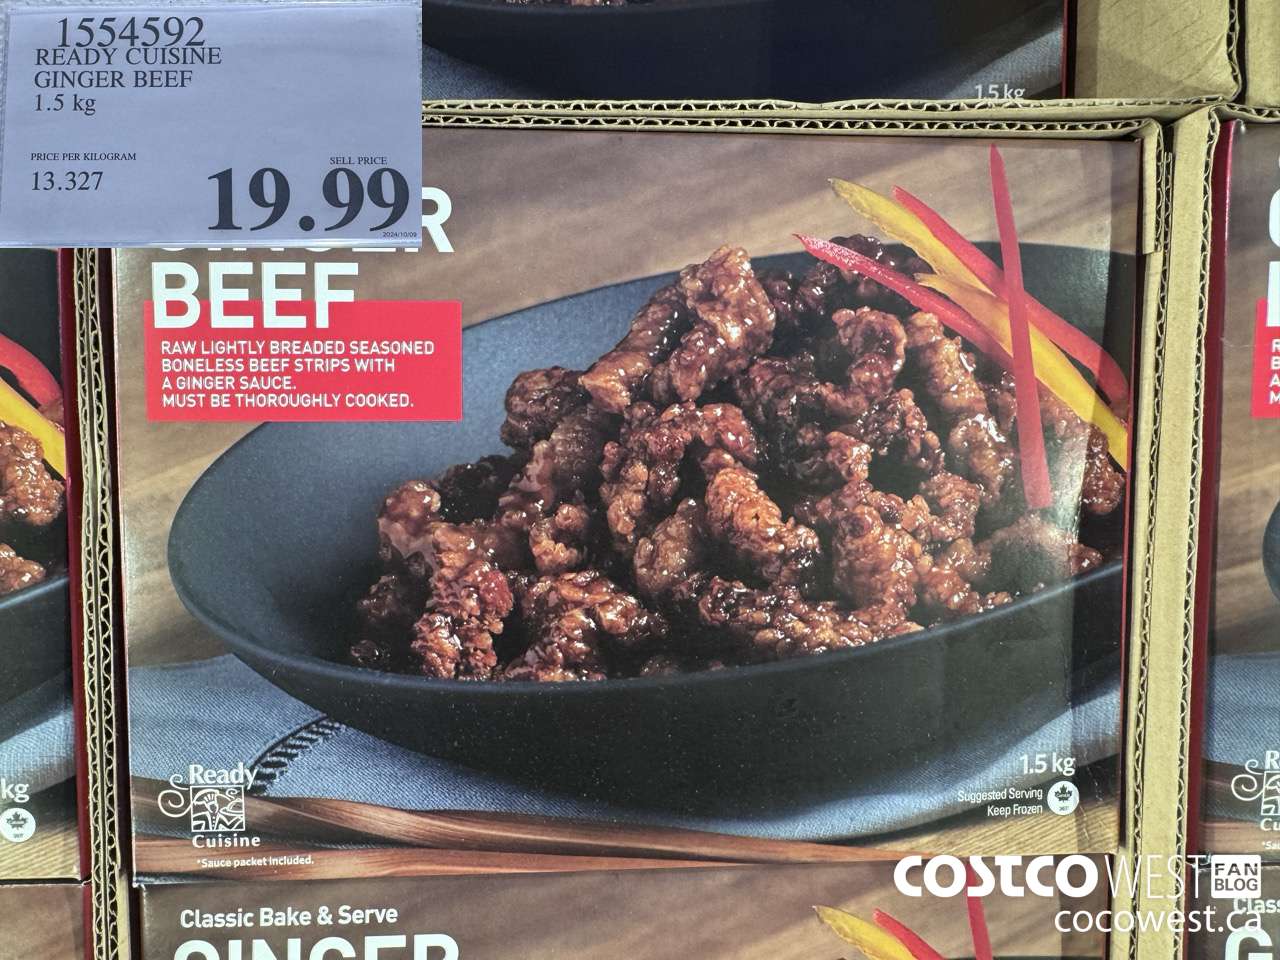 1554592
READY CUISINE
GINGER BEEF
1.5 kg
PRICE PER KILOGRAM
13.327
SELL PRICE
19.99
2024/10/09
1.5 kg
GINGER
BEEF
RAW LIGHTLY BREADED SEASONED
BONELESS BEEF STRIPS WITH
A GINGER SAUCE.
MUST BE THOROUGHLY COOKED.
1.5 kg
Suggested Serving
Keep Frozen
Ready
Cuisine
*Sauce packet included.
kg
Classic Bake & Serve
GINGER
COSTCO WEST FAN BLOG
cocowest.ca